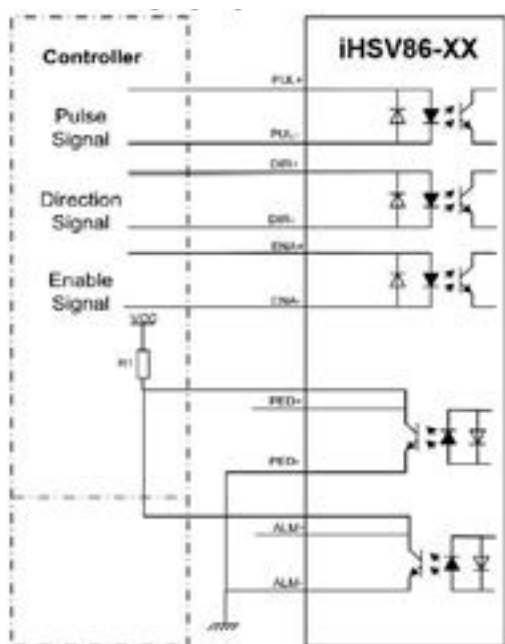 Controller
iHSV86-XX
PUL+
Pulse
Signal
PUL-
DIR+
Direction
Signal
DIR-
ENA+
Enable
Signal
ENA-
VCC
R1
PED+
PED-
ALM+
ALM-